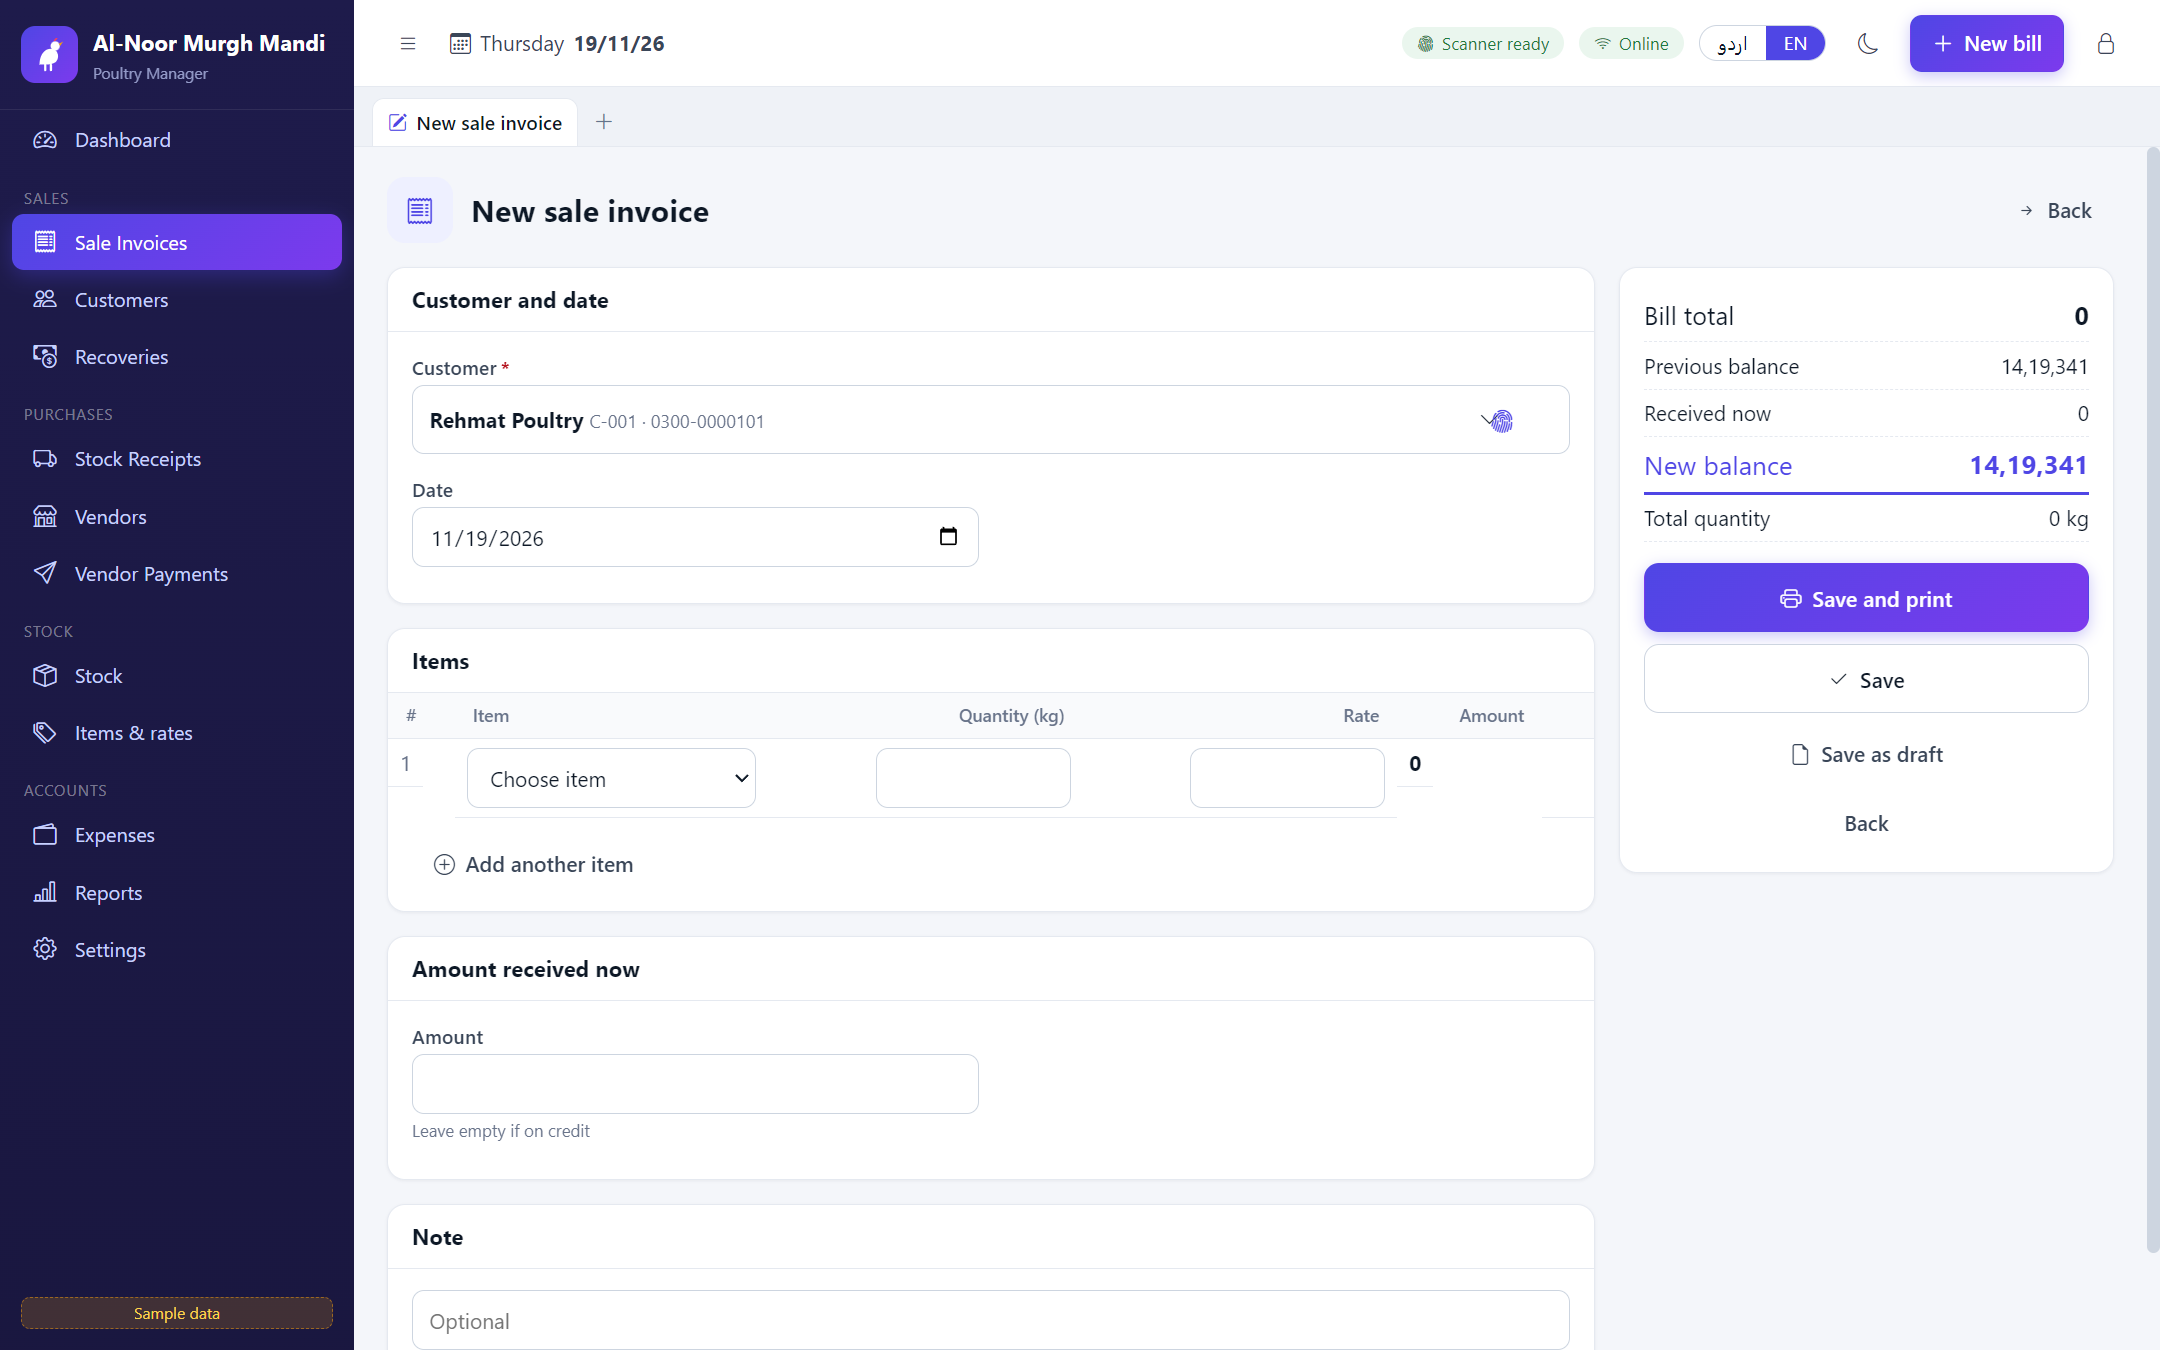 Al-Noor Murgh Mandi
Poultry Manager
Dashboard
SALES
Sale Invoices
Customers
Recoveries
PURCHASES
Stock Receipts
Vendors
Vendor Payments
STOCK
Stock
Items & rates
ACCOUNTS
Expenses
Reports
Settings
Sample data
Thursday 19/11/26
Scanner ready
Online
اردو
EN
New bill
New sale invoice
New sale invoice
Back
Customer and date
Customer *
Rehmat Poultry C-001 · 0300-0000101
Date
11/19/2026
Items
# Item Quantity (kg) Rate Amount
1 Choose item 0
Add another item
Amount received now
Amount
Leave empty if on credit
Note
Optional
Bill total 0
Previous balance 14,19,341
Received now 0
New balance 14,19,341
Total quantity 0 kg
Save and print
Save
Save as draft
Back